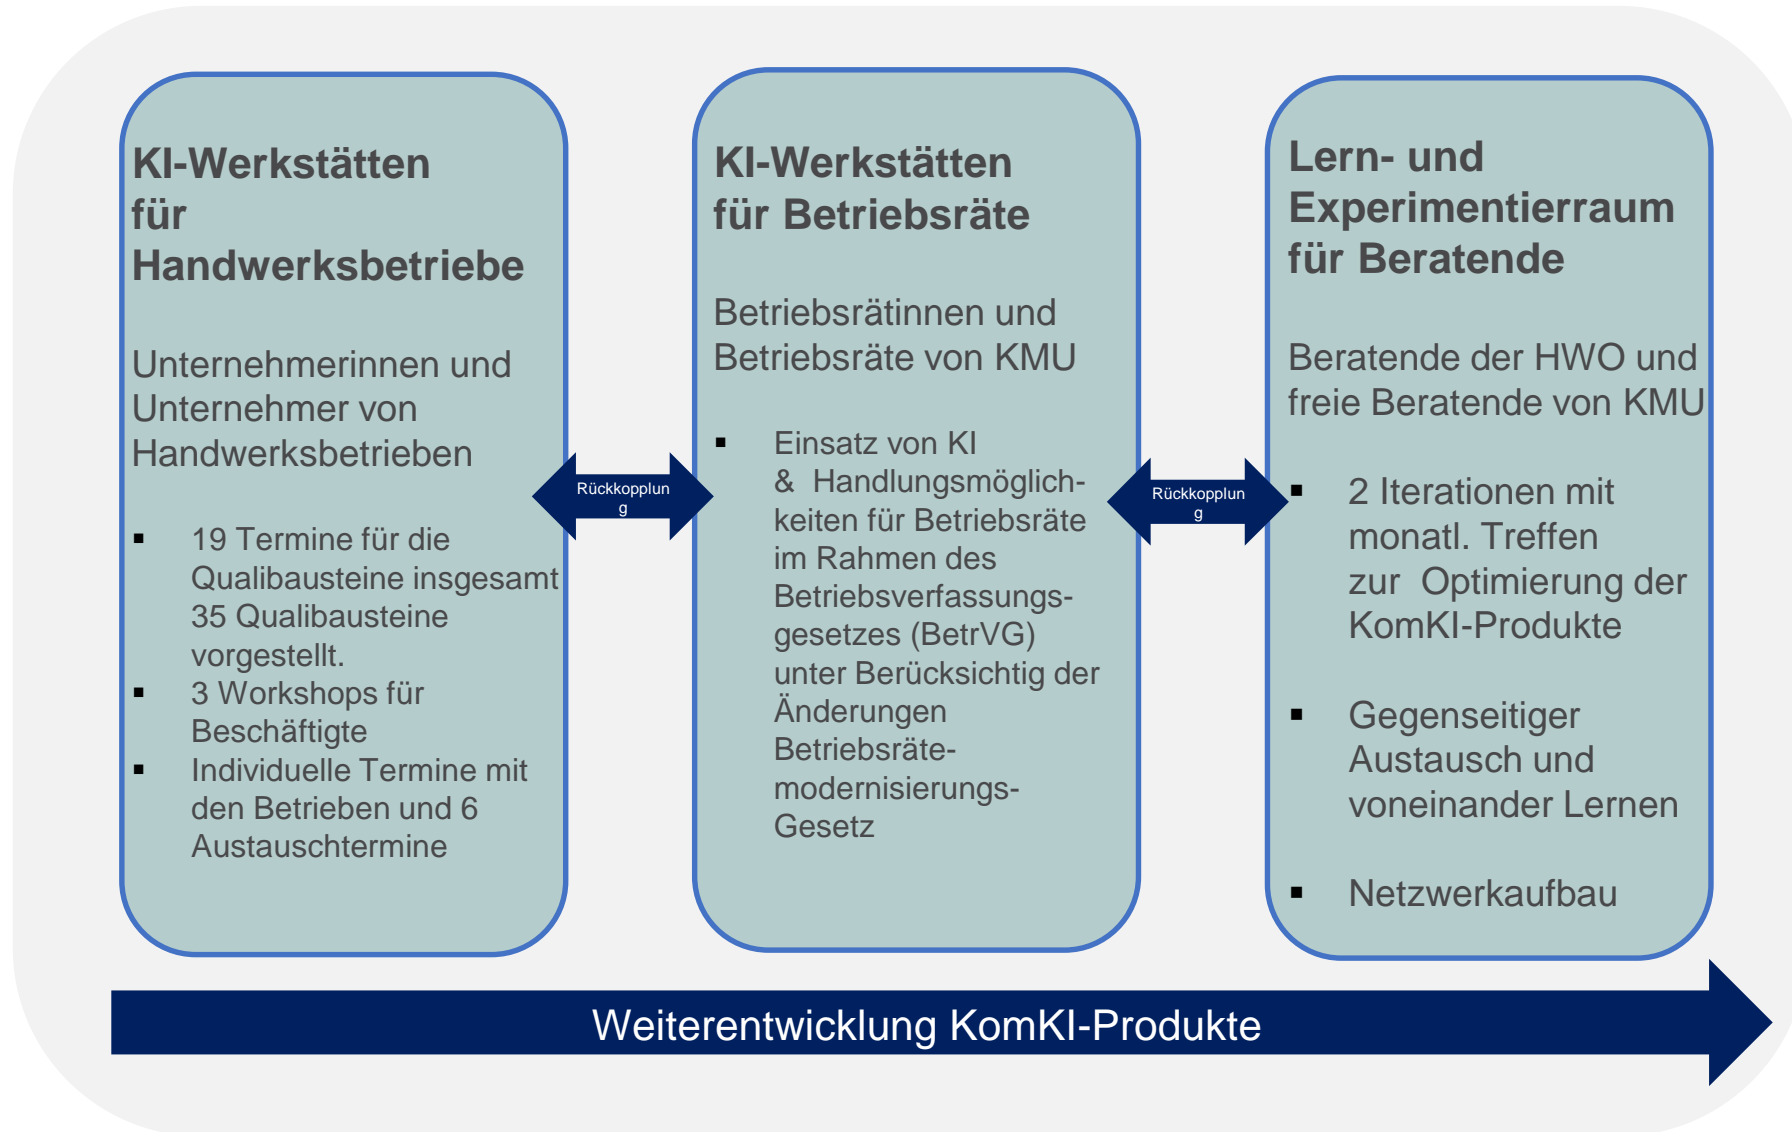 KI-Werkstätten
für
Handwerksbetriebe
Unternehmerinnen und
Unternehmer von
Handwerksbetrieben
▪ 19 Termine für die
Qualibausteine insgesamt
35 Qualibausteine
vorgestellt.
▪ 3 Workshops für
Beschäftigte
▪ Individuelle Termine mit
den Betrieben und 6
Austauschtermine
Rückkopplun
g
KI-Werkstätten
für Betriebsräte
Betriebsrätinnen und
Betriebsräte von KMU
▪ Einsatz von KI
& Handlungsmöglich-
keiten für Betriebsräte
im Rahmen des
Betriebsverfassungs-
gesetzes (BetrVG)
unter Berücksichtig der
Änderungen
Betriebsräte-
modernisierungs-
Gesetz
Rückkopplun
g
Lern- und
Experimentierraum
für Beratende
Beratende der HWO und
freie Beratende von KMU
▪ 2 Iterationen mit
monatl. Treffen
zur Optimierung der
KomKI-Produkte
▪ Gegenseitiger
Austausch und
voneinander Lernen
▪ Netzwerkaufbau
Weiterentwicklung KomKI-Produkte